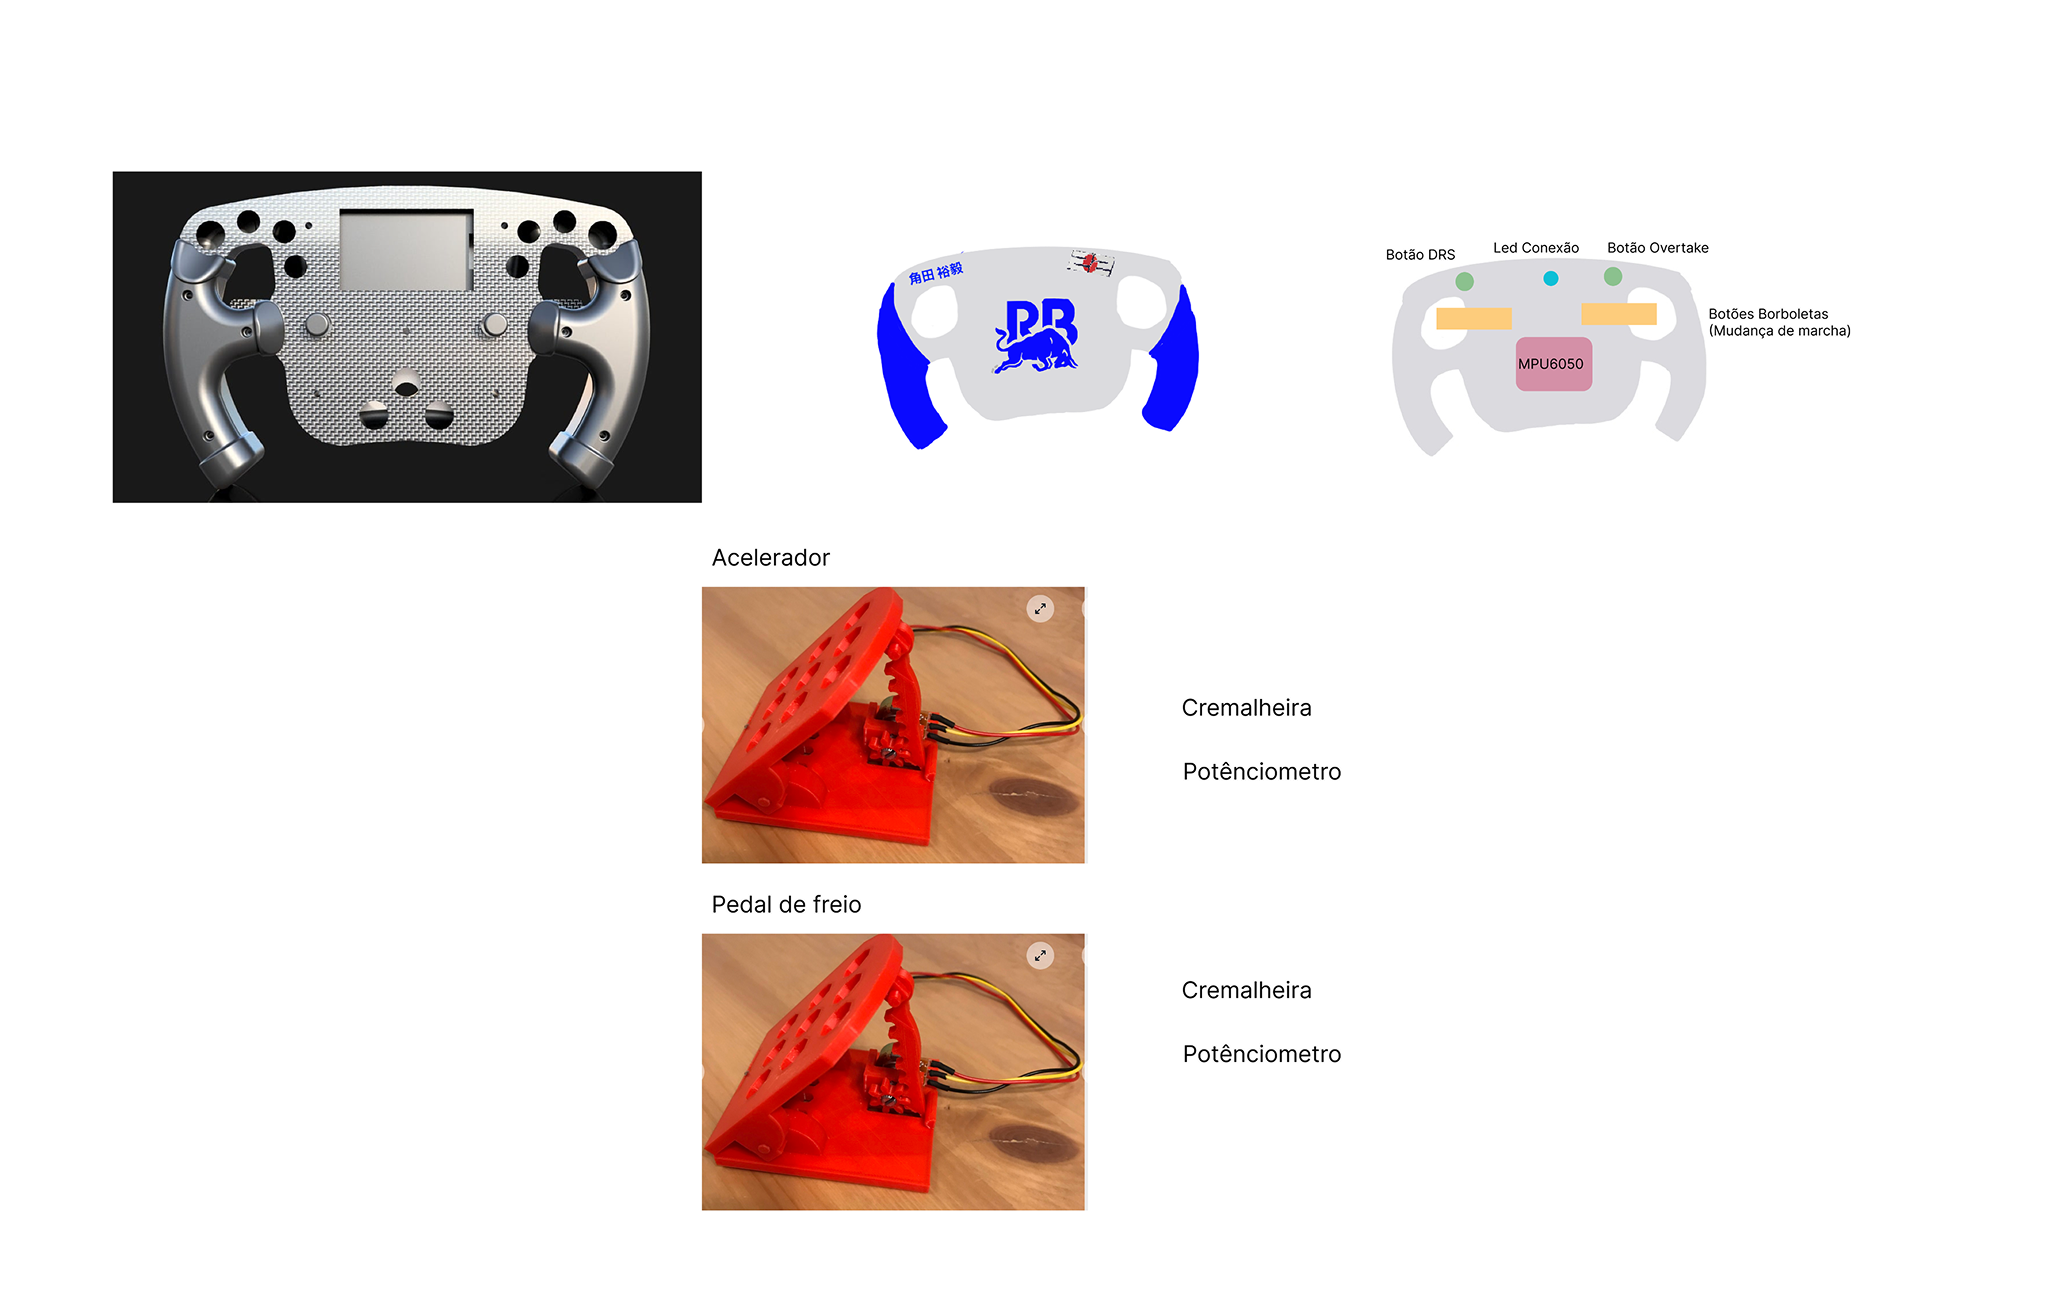 角田 裕毅
RB
Botão DRS
Led Conexão
Botão Overtake
Botões Borboletas
(Mudança de marcha)
MPU6050
Acelerador
Cremalheira
Potênciometro
Pedal de freio
Cremalheira
Potênciometro